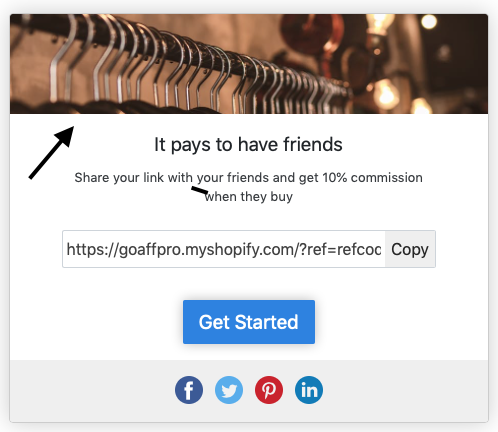 It pays to have friends
Share your link with your friends and get 10% commission
when they buy
https://goaffpro.myshopify.com/?ref=refcoc Copy
Get Started